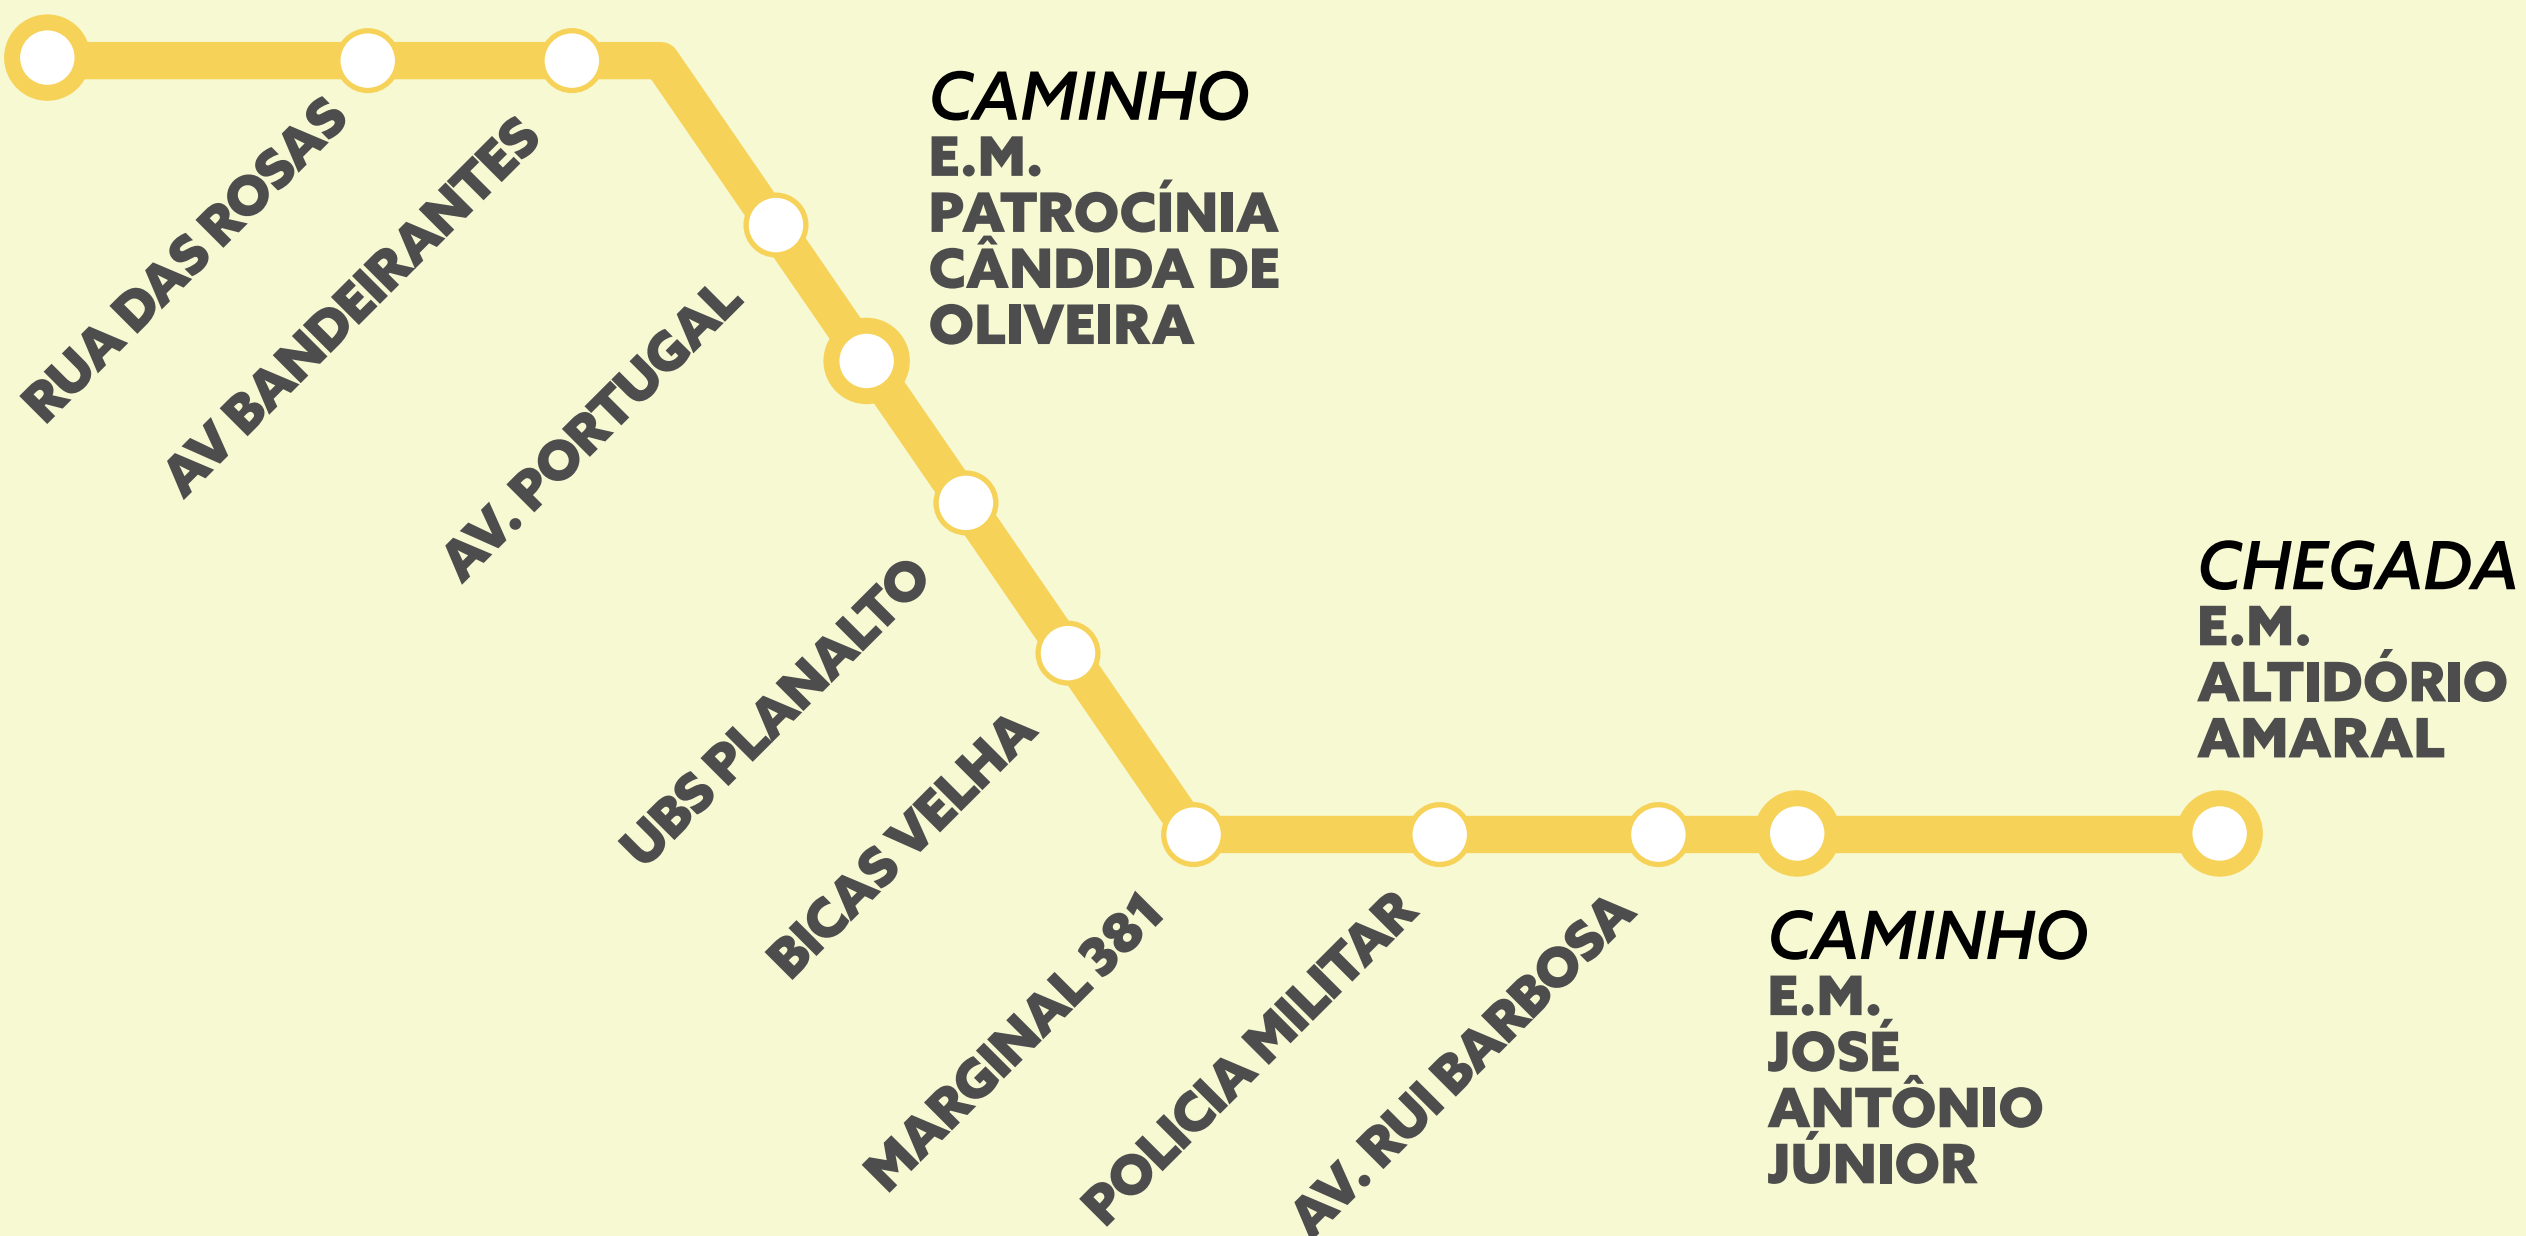 RUA DAS ROSAS
AV BANDEIRANTES
AV. PORTUGAL
CAMINHO
E.M.
PATROCÍNIA
CÂNDIDA DE
OLIVEIRA
UBS PLANALTO
BICAS VELHA
MARGINAL 381
POLICIA MILITAR
AV. RUI BARBOSA
CAMINHO
E.M.
JOSÉ
ANTÔNIO
JÚNIOR
CHEGADA
E.M.
ALTIDÓRIO
AMARAL